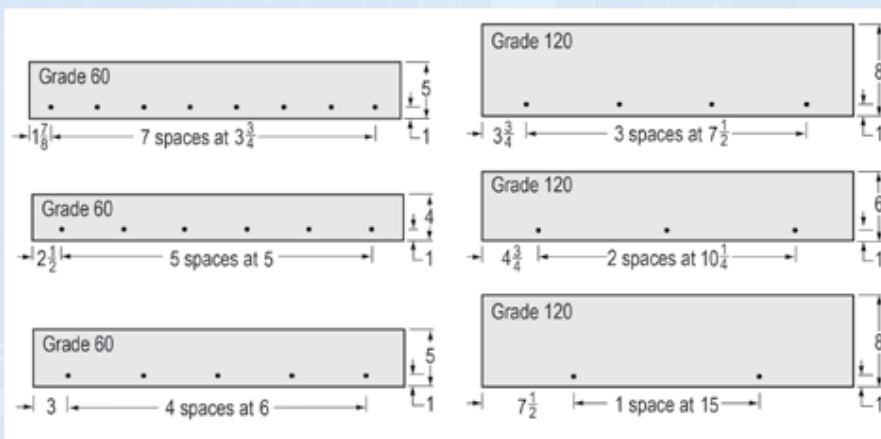 Grade 60
5
1 7/8
7 spaces at 3 3/4
1
Grade 60
4
2 1/2
5 spaces at 5
1
Grade 60
5
3
4 spaces at 6
1
Grade 120
8
3 3/4
3 spaces at 7 1/2
1
Grade 120
6
4 3/4
2 spaces at 10 1/4
1
Grade 120
8
7 1/2
1 space at 15
1